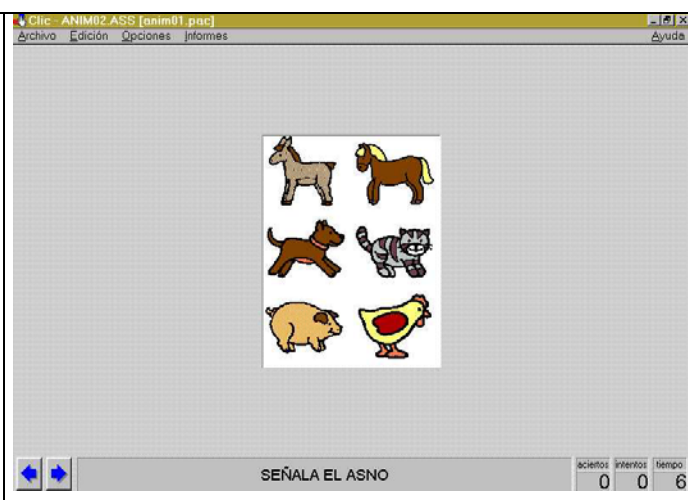 Clic - ANIM02.ASS [anim01.pac]
Archivo Edición Opciones Informes Ayuda
SEÑALA EL ASNO
aciertos intentos tiempo
0 0 6